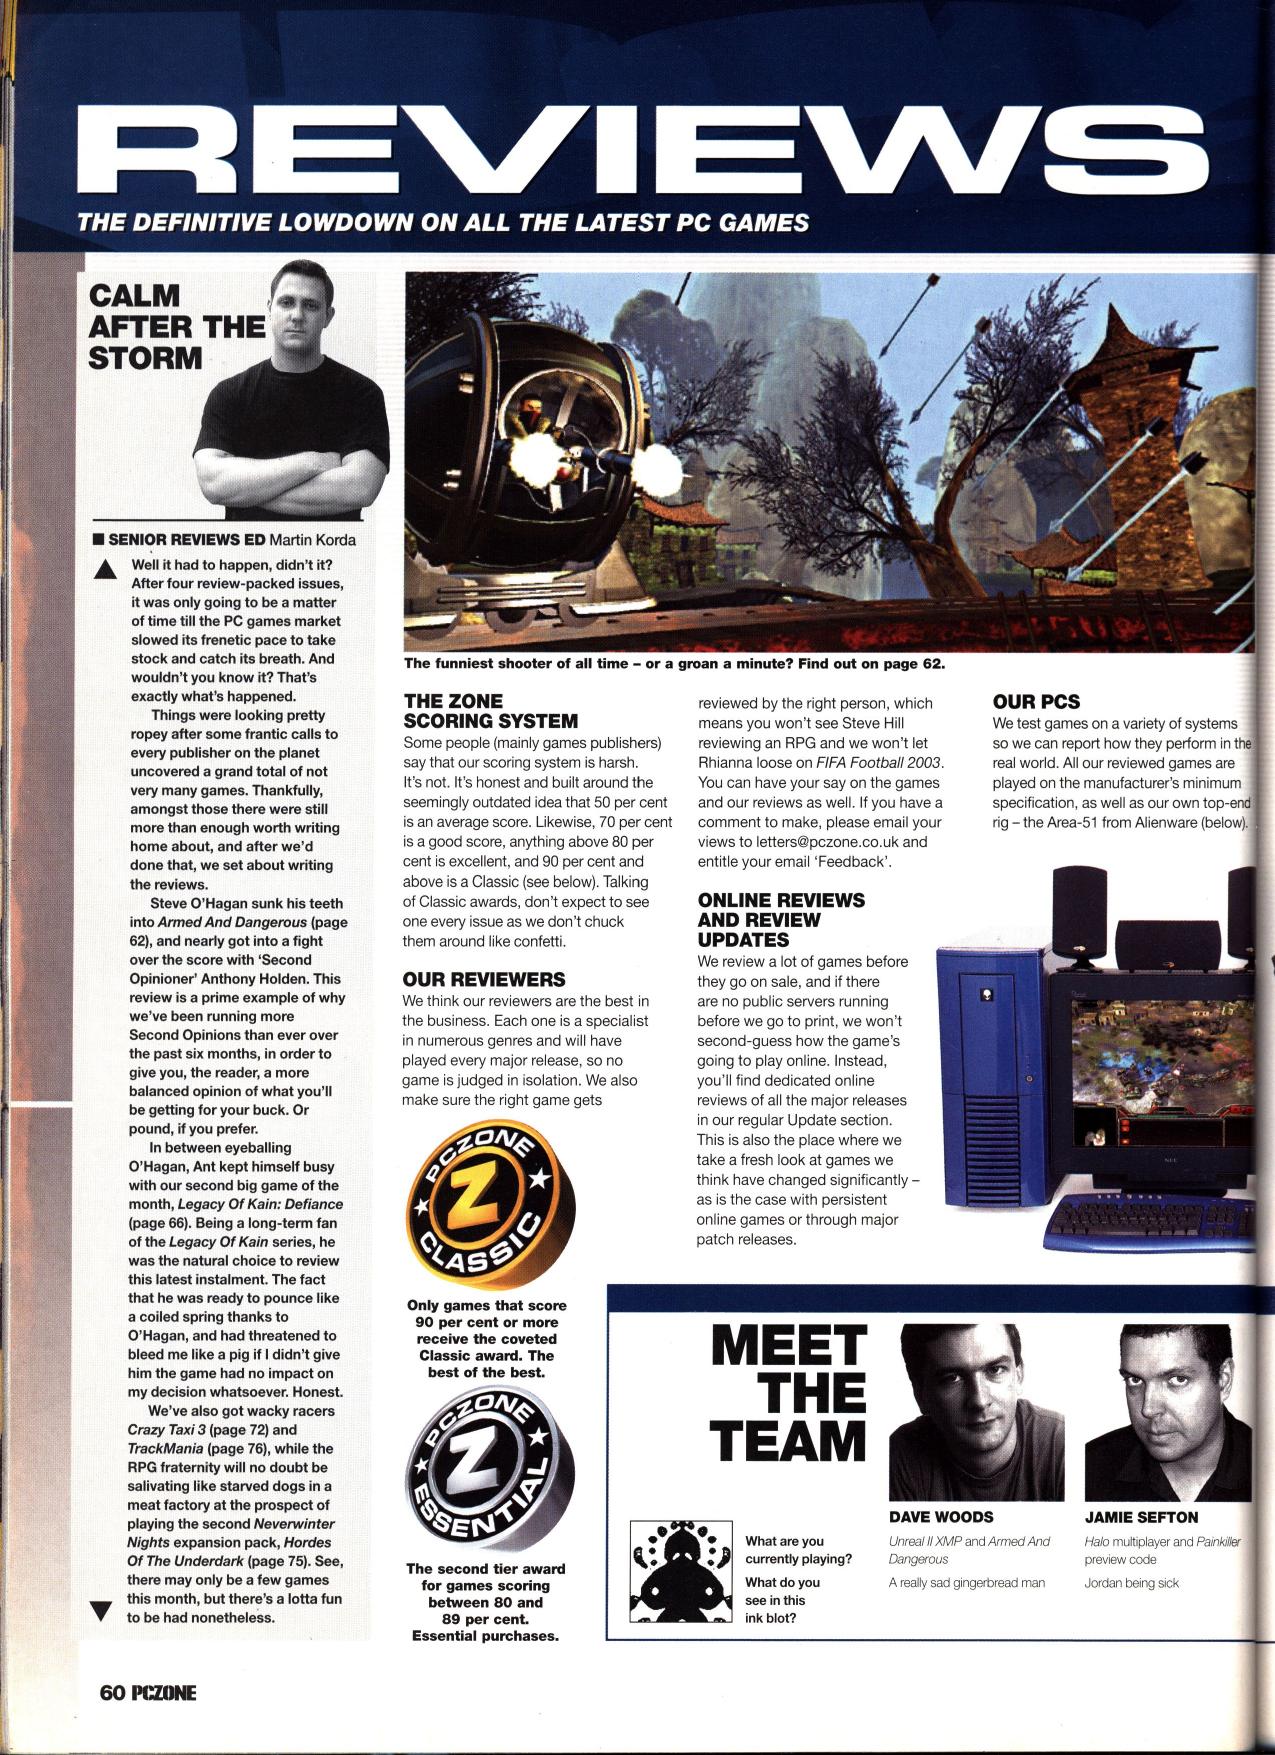 REVIEWS
THE DEFINITIVE LOWDOWN ON ALL THE LATEST PC GAMES
CALM
AFTER THE
STORM
■ SENIOR REVIEWS ED Martin Korda
Well it had to happen, didn't it?
After four review-packed issues,
it was only going to be a matter
of time till the PC games market
slowed its frenetic pace to take
stock and catch its breath. And
wouldn't you know it? That's
exactly what's happened.
Things were looking pretty
ropey after some frantic calls to
every publisher on the planet
uncovered a grand total of not
very many games. Thankfully,
amongst those there were still
more than enough worth writing
home about, and after we'd
done that, we set about writing
the reviews.
Steve O'Hagan sunk his teeth
into Armed And Dangerous (page
62), and nearly got into a fight
over the score with 'Second
Opinioner' Anthony Holden. This
review is a prime example of why
we've been running more
Second Opinions than ever over
the past six months, in order to
give you, the reader, a more
balanced opinion of what you'll
be getting for your buck. Or
pound, if you prefer.
In between eyeballing
O'Hagan, Ant kept himself busy
with our second big game of the
month, Legacy Of Kain: Defiance
(page 66). Being a long-term fan
of the Legacy Of Kain series, he
was the natural choice to review
this latest instalment. The fact
that he was ready to pounce like
a coiled spring thanks to
O'Hagan, and had threatened to
bleed me like a pig if I didn't give
him the game had no impact on
my decision whatsoever. Honest.
We've also got wacky racers
Crazy Taxi 3 (page 72) and
TrackMania (page 76), while the
RPG fraternity will no doubt be
salivating like starved dogs in a
meat factory at the prospect of
playing the second Neverwinter
Nights expansion pack, Hordes
Of The Underdark (page 75). See,
there may only be a few games
this month, but there's a lotta fun
to be had nonetheless.
The funniest shooter of all time – or a groan a minute? Find out on page 62.
THE ZONE
SCORING SYSTEM
Some people (mainly games publishers)
say that our scoring system is harsh.
It's not. It's honest and built around the
seemingly outdated idea that 50 per cent
is an average score. Likewise, 70 per cent
is a good score, anything above 80 per
cent is excellent, and 90 per cent and
above is a Classic (see below). Talking
of Classic awards, don't expect to see
one every issue as we don't chuck
them around like confetti.
OUR REVIEWERS
We think our reviewers are the best in
the business. Each one is a specialist
in numerous genres and will have
played every major release, so no
game is judged in isolation. We also
make sure the right game gets
reviewed by the right person, which
means you won't see Steve Hill
reviewing an RPG and we won't let
Rhianna loose on FIFA Football 2003.
You can have your say on the games
and our reviews as well. If you have a
comment to make, please email your
views to letters@pczone.co.uk and
entitle your email 'Feedback'.
ONLINE REVIEWS
AND REVIEW
UPDATES
We review a lot of games before
they go on sale, and if there
are no public servers running
before we go to print, we won't
second-guess how the game's
going to play online. Instead,
you'll find dedicated online
reviews of all the major releases
in our regular Update section.
This is also the place where we
take a fresh look at games we
think have changed significantly –
as is the case with persistent
online games or through major
patch releases.
OUR PCS
We test games on a variety of systems
so we can report how they perform in the
real world. All our reviewed games are
played on the manufacturer's minimum
specification, as well as our own top-end
rig – the Area-51 from Alienware (below).
NEC
PCZONE
Z
CLASSIC
Only games that score
90 per cent or more
receive the coveted
Classic award. The
best of the best.
PCZONE
Z
ESSENTIAL
The second tier award
for games scoring
between 80 and
89 per cent.
Essential purchases.
MEET
THE
TEAM
What are you
currently playing?
What do you
see in this
ink blot?
DAVE WOODS
Unreal II XMP and Armed And
Dangerous
A really sad gingerbread man
JAMIE SEFTON
Halo multiplayer and Painkiller
preview code
Jordan being sick
60 PCZONE